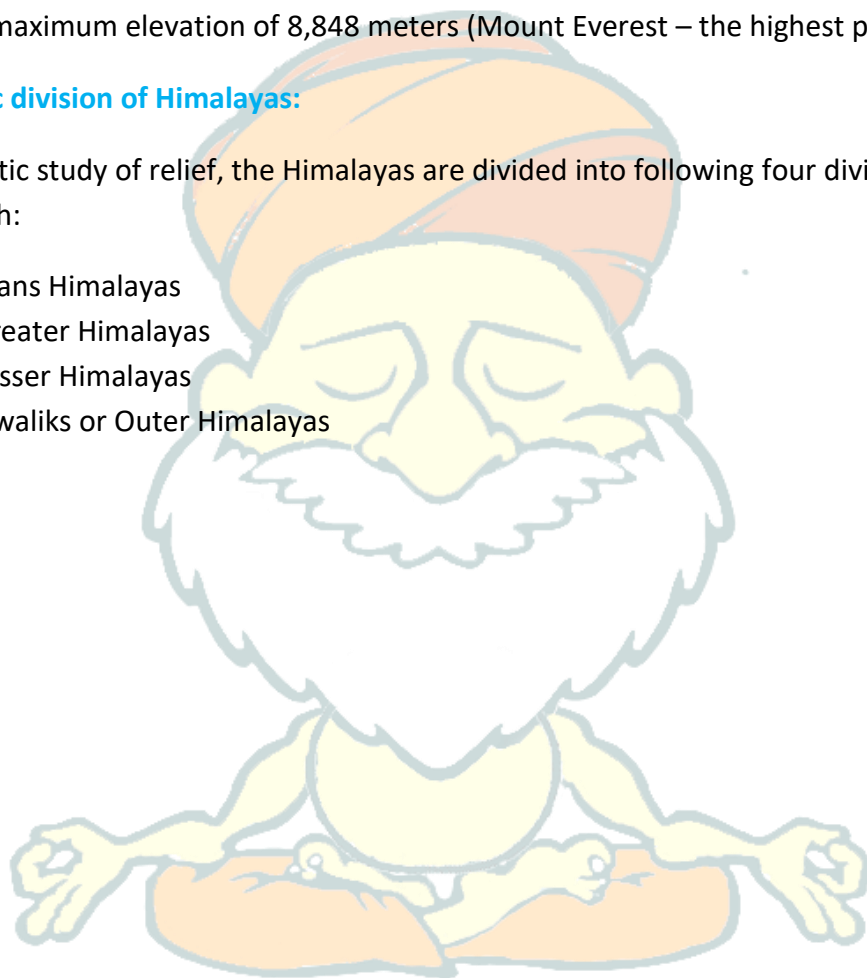 maximum elevation of 8,848 meters (Mount Everest – the highest p
c division of Himalayas:
tic study of relief, the Himalayas are divided into following four divi
h:
ans Himalayas
eater Himalayas
sser Himalayas
waliks or Outer Himalayas